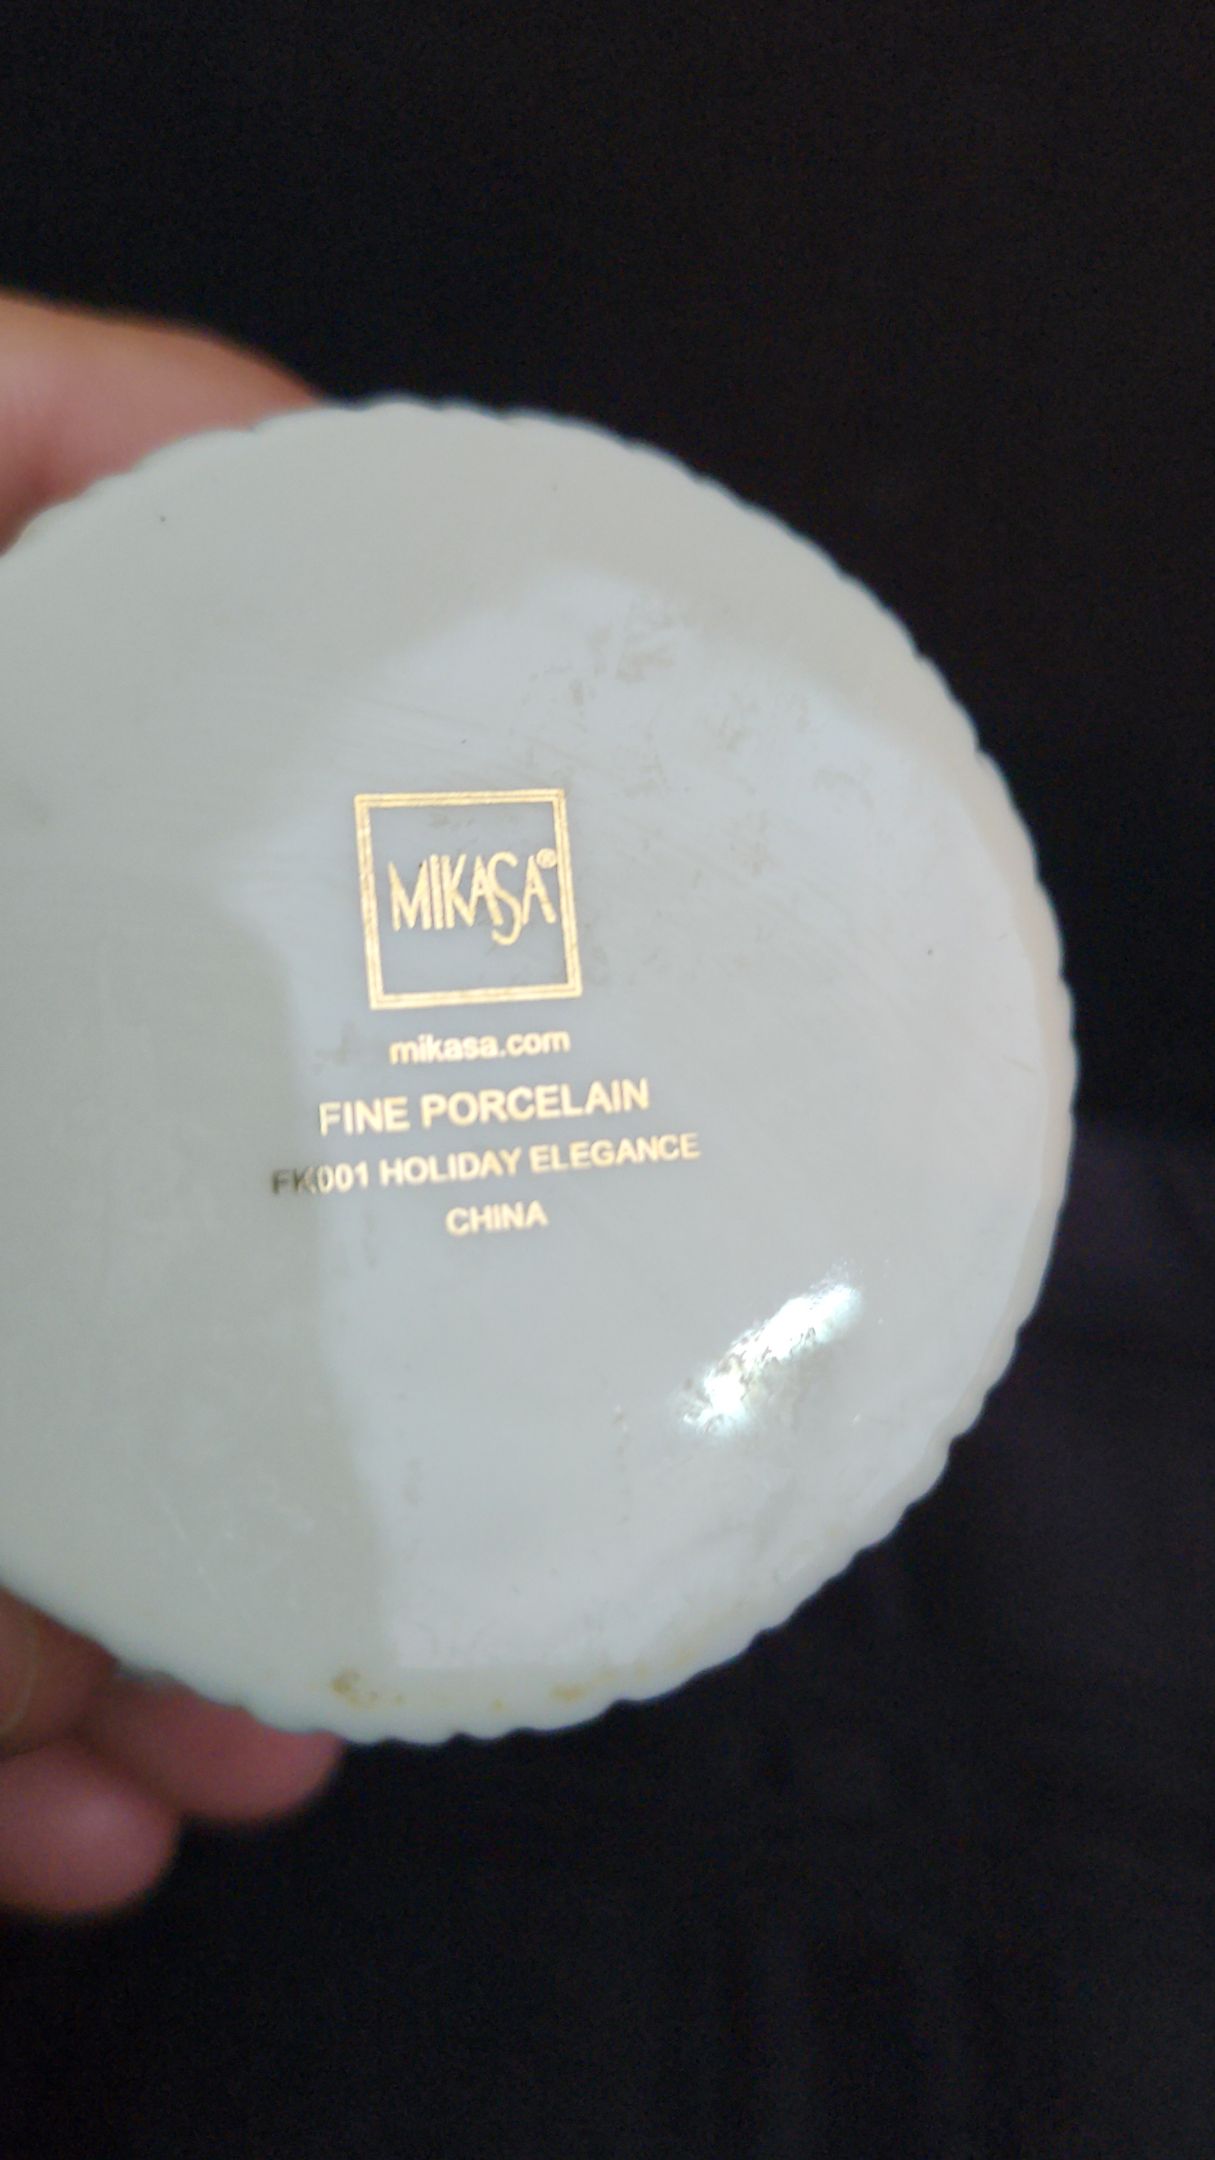 MIKASA®
mikasa.com
FINE PORCELAIN
FK001 HOLIDAY ELEGANCE
CHINA